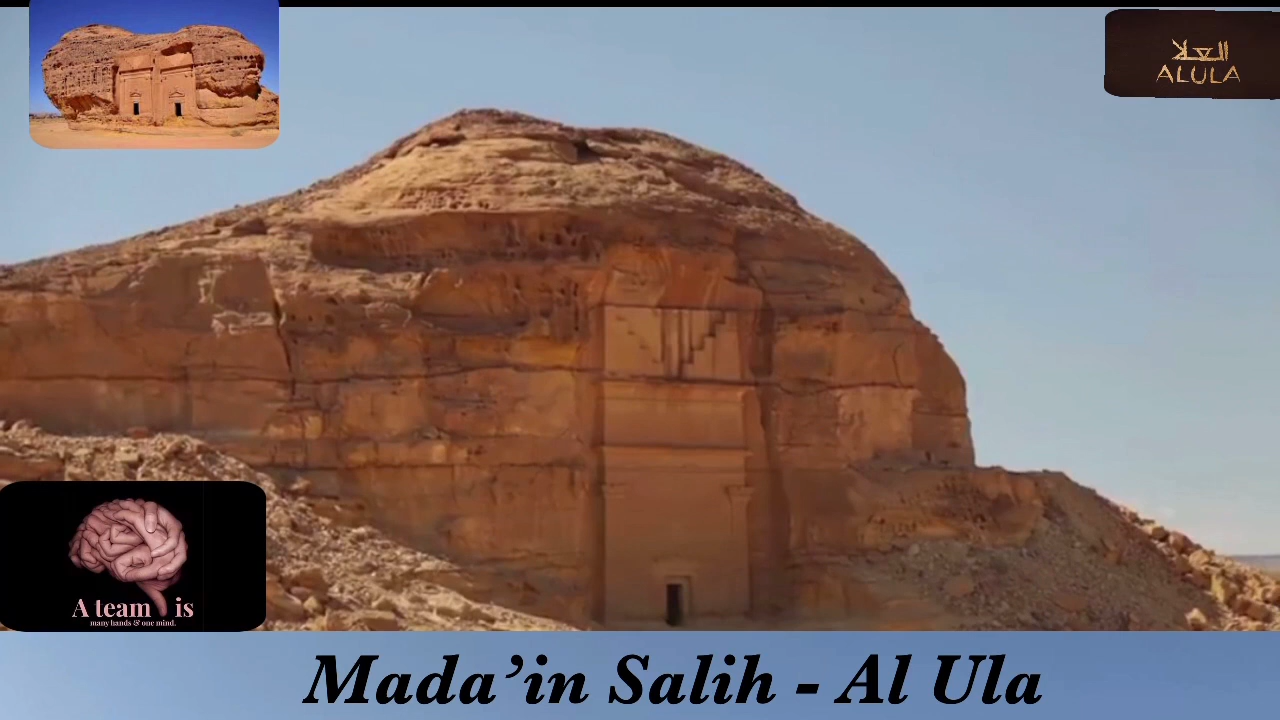 العلا
ALULA
A team is
many hands & one mind.
Mada’in Salih - Al Ula